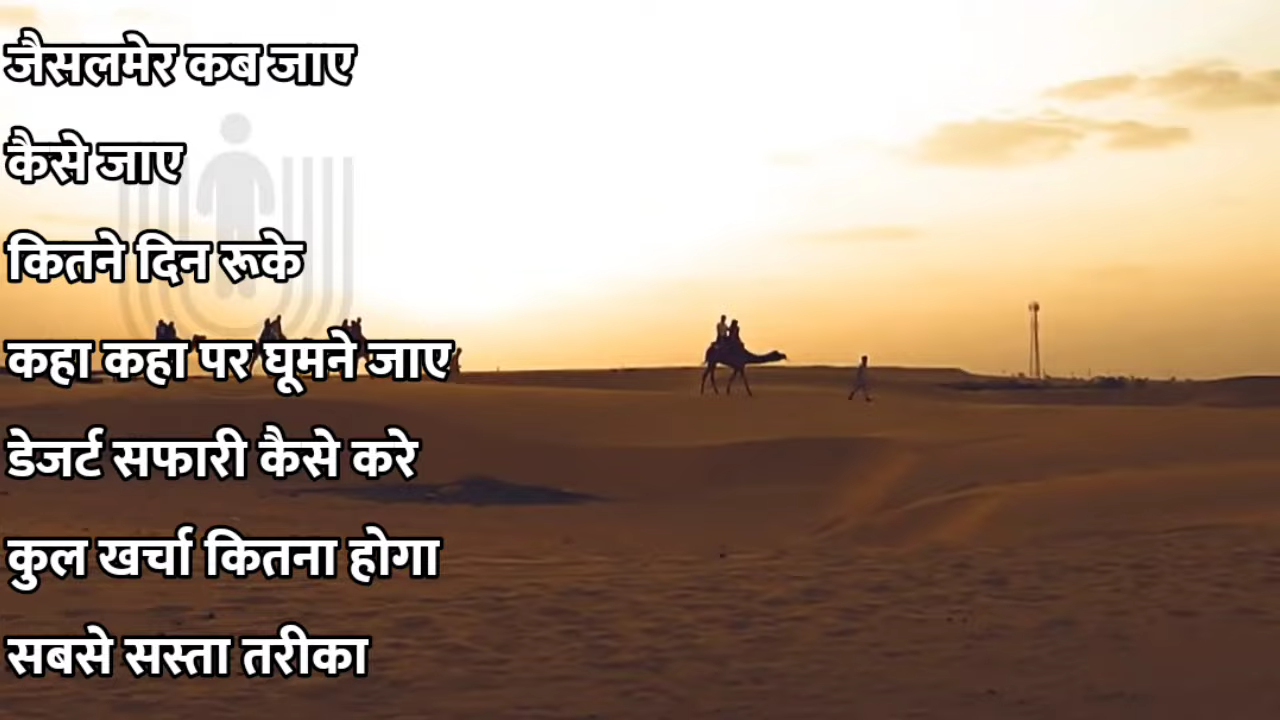 जैसलमेर कब जाए
कैसे जाए
कितने दिन रूके
कहा कहा पर घूमने जाए
डेजर्ट सफारी कैसे करे
कुल खर्चा कितना होगा
सबसे सस्ता तरीका